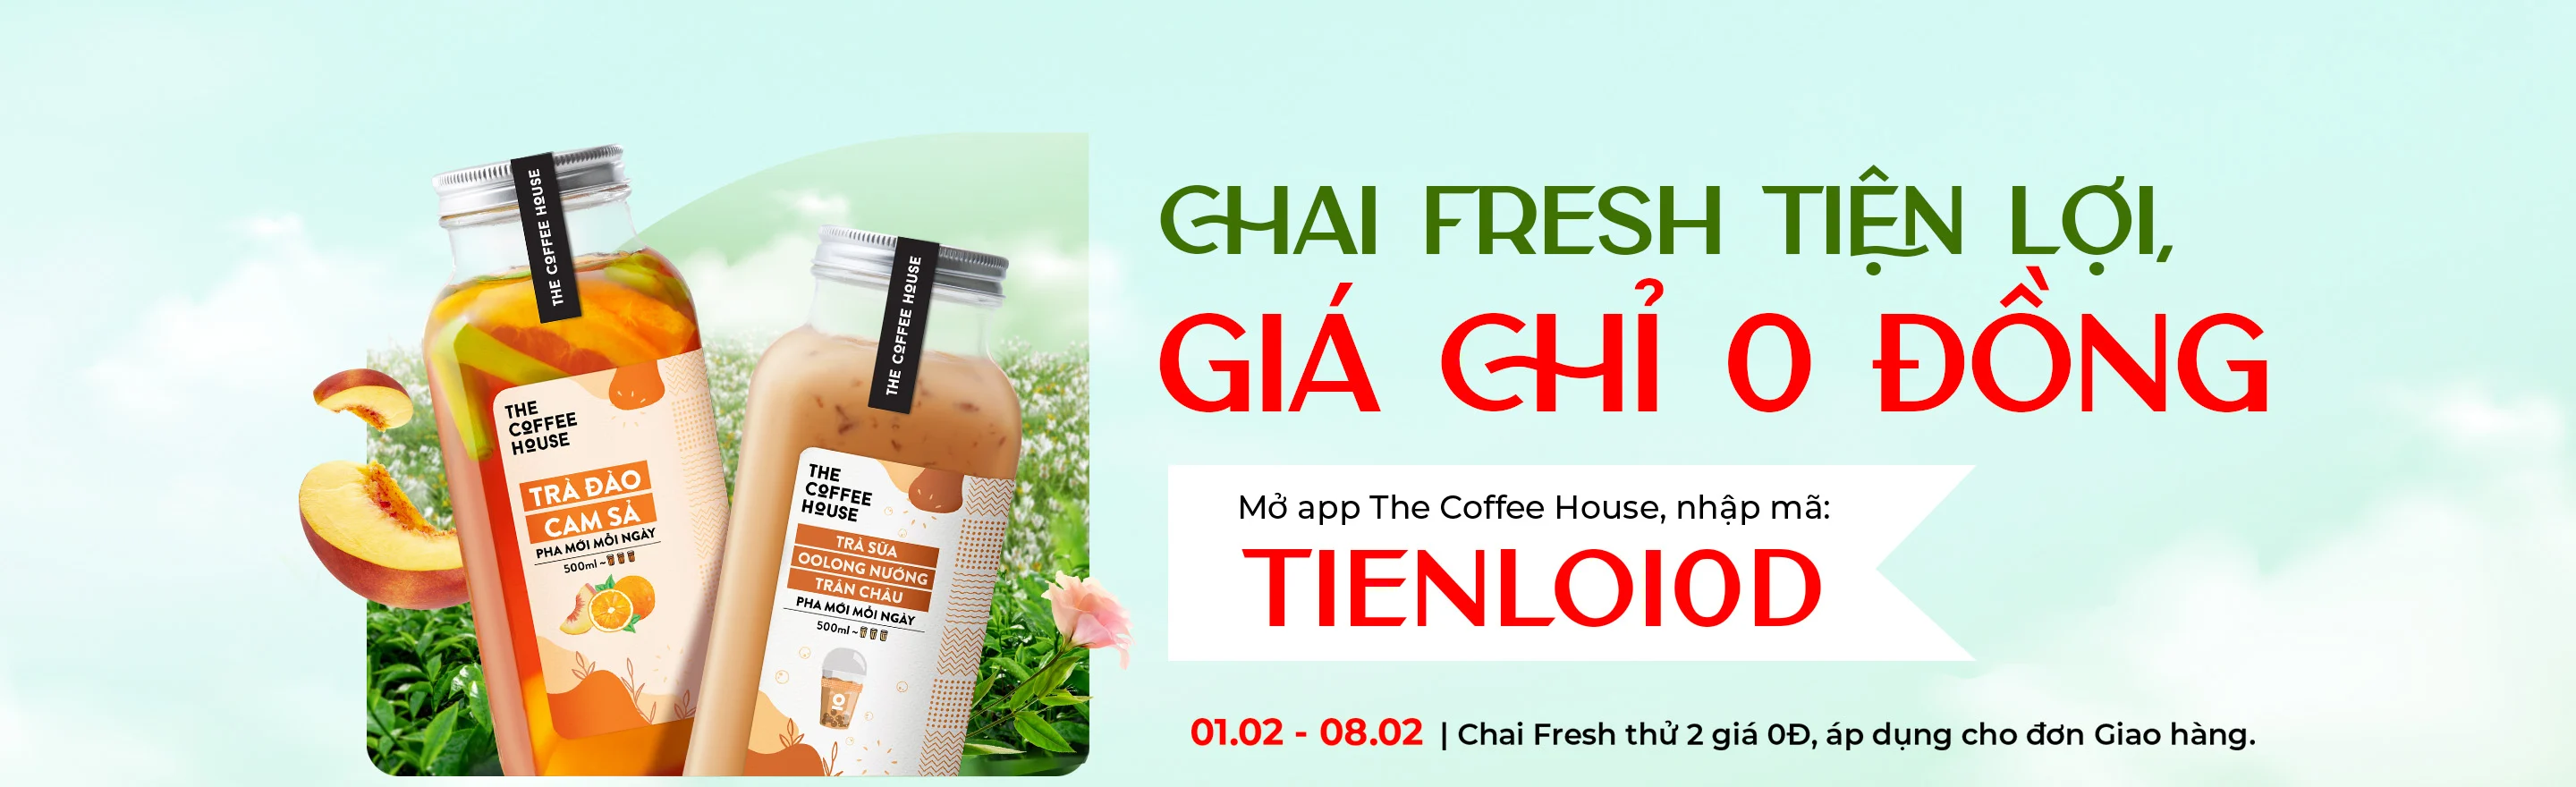 CHAI FRESH TIỆN LỢI,
GIÁ CHỈ 0 ĐỒNG
Mở app The Coffee House, nhập mã:
TIENLOI0D
01.02 - 08.02 | Chai Fresh thử 2 giá 0Đ, áp dụng cho đơn Giao hàng.
THE COFFEE HOUSE
THE
COFFEE
HOUSE
TRÀ ĐÀO
CAM SẢ
PHA MỚI MỖI NGÀY
500ml ~
THE COFFEE HOUSE
THE
COFFEE
HOUSE
TRÀ SỮA
OOLONG NƯỚNG
TRÂN CHÂU
PHA MỚI MỖI NGÀY
500ml ~